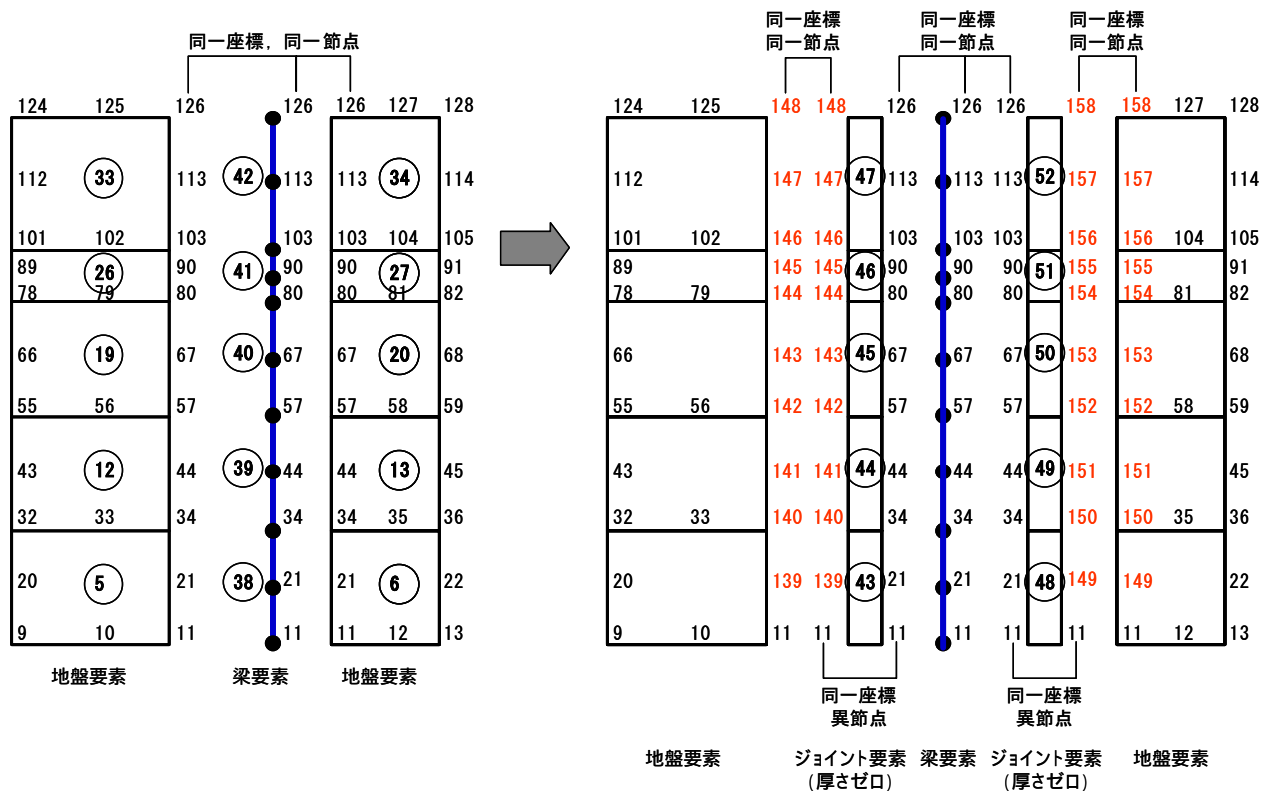 同一座標 同一座標 同一座標
同一節点 同一節点 同一節点
同一座標，同一節点
124 125 126 126 126 127 128 124 125 148 148 126 126 126 158 158 127 128
112 33 113 42 113 113 34 114 112 147 147 47 113 113 113 52 157 157 114
101 102 103 103 103 104 105 101 102 146 146 103 103 103 156 156 104 105
89 26 90 41 90 90 27 91 89 145 145 46 90 90 90 51 155 155 91
78 79 80 80 80 81 82 78 79 144 144 80 80 80 154 154 81 82
66 19 67 40 67 67 20 68 66 143 143 45 67 67 67 50 153 153 68
55 56 57 57 57 58 59 55 56 142 142 57 57 57 152 152 58 59
43 12 44 39 44 44 13 45 43 141 141 44 44 44 44 49 151 151 45
32 33 34 34 34 35 36 32 33 140 140 34 34 34 150 150 35 36
20 5 21 38 21 21 6 22 20 139 139 43 21 21 21 48 149 149 22
9 10 11 11 11 12 13 9 10 11 11 11 11 11 11 11 12 13
地盤要素 梁要素 地盤要素
同一座標 同一座標
異節点 異節点
地盤要素 ジョイント要素 梁要素 ジョイント要素 地盤要素
(厚さゼロ) (厚さゼロ)